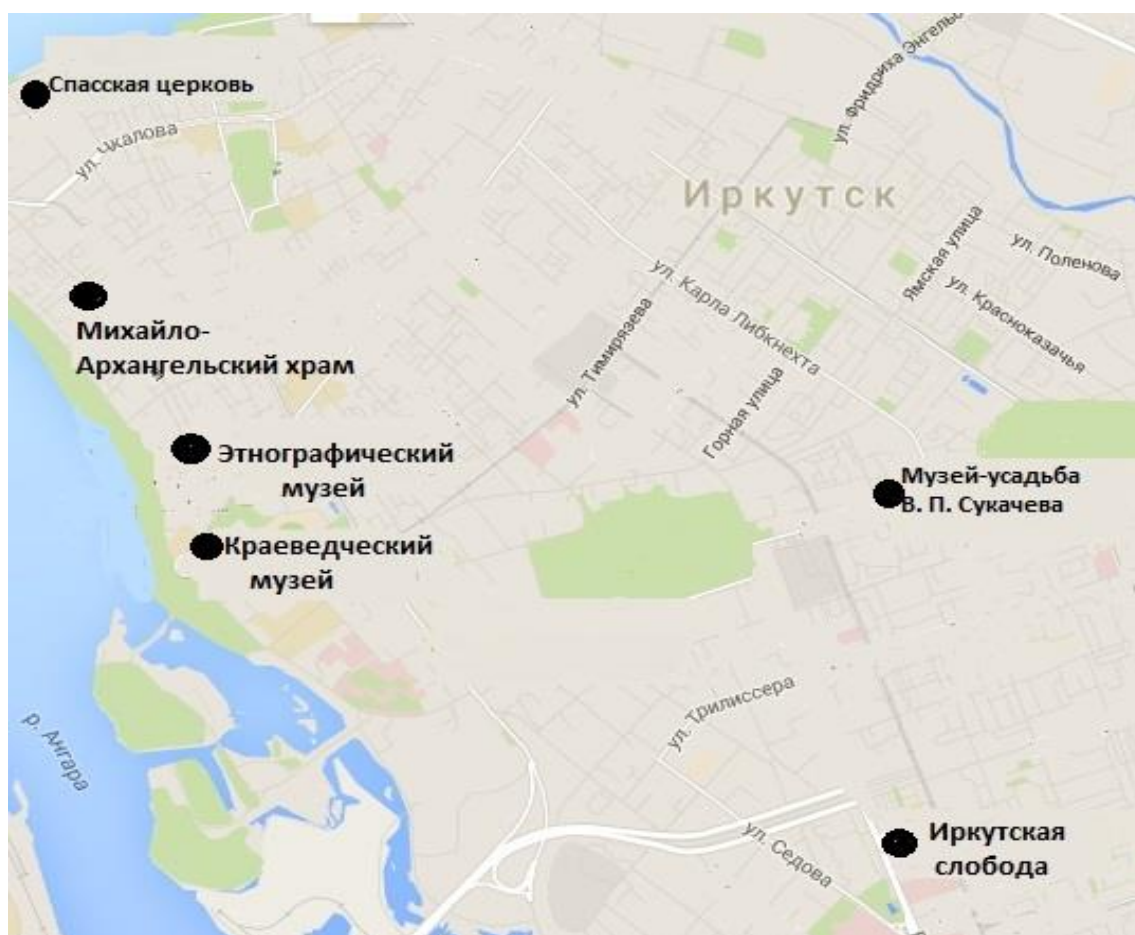 Спасская церковь
ул. Чкалова
ул. Фридриха Энгельс
Иркутск
Ямская улица
ул. Поленова
ул. Красноказачья
ул. Карла Либкнехта
ул. Тимирязева
Горная улица
Михайло-
Архангельский храм
Этнографический
музей
Музей-усадьба
В. П. Сукачева
Краеведческий
музей
р. Ангара
ул. Трилиссера
ул. Седова
Иркутская
слобода